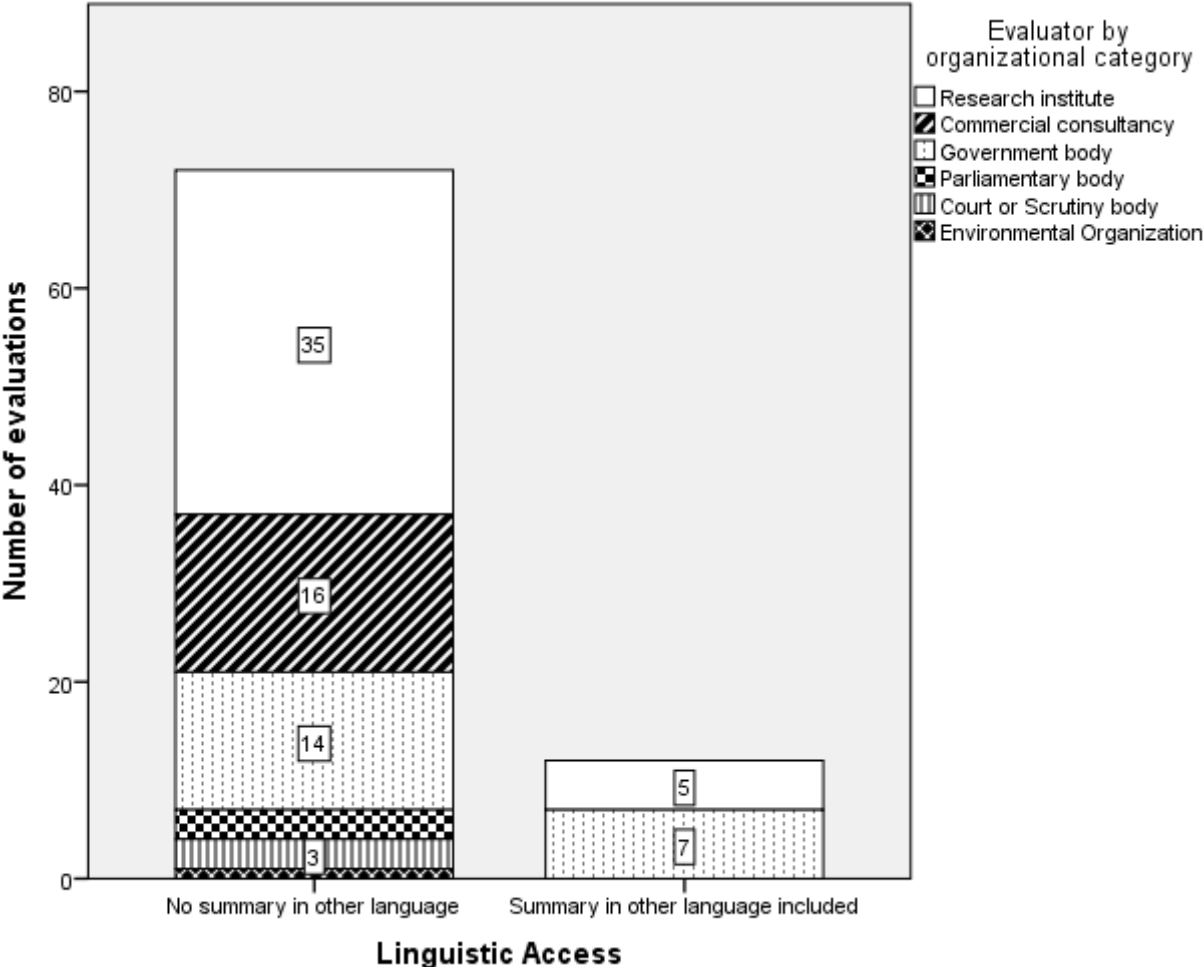 Evaluator by
organizational category
Research institute
Commercial consultancy
Government body
Parliamentary body
Court or Scrutiny body
Environmental Organization
Number of evaluations
80
60
40
20
0
35
16
14
3
5
7
No summary in other language
Summary in other language included
Linguistic Access